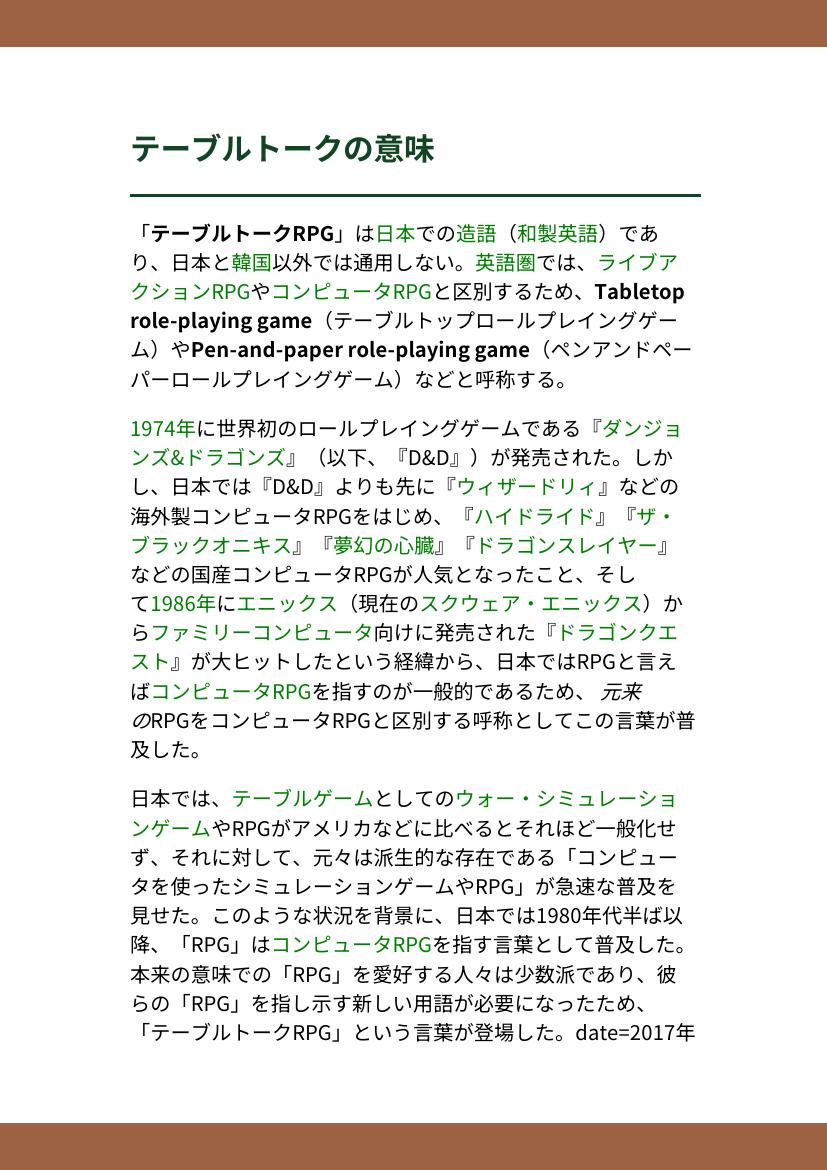 テーブルトークの意味
「テーブルトークRPG」は日本での造語（和製英語）であ
り、日本と韓国以外では通用しない。英語圏では、ライブア
クションRPGやコンピュータRPGと区別するため、Tabletop
role-playing game（テーブルトップロールプレイングゲー
ム）やPen-and-paper role-playing game（ペンアンドペー
パーロールプレイングゲーム）などと呼称する。
1974年に世界初のロールプレイングゲームである『ダンジョ
ンズ&ドラゴンズ』（以下、『D&D』）が発売された。しか
し、日本では『D&D』よりも先に『ウィザードリィ』などの
海外製コンピュータRPGをはじめ、『ハイドライド』『ザ・
ブラックオニキス』『夢幻の心臓』『ドラゴンスレイヤー』
などの国産コンピュータRPGが人気となったこと、そし
て1986年にエニックス（現在のスクウェア・エニックス）か
らファミリーコンピュータ向けに発売された『ドラゴンクエ
スト』が大ヒットしたという経緯から、日本ではRPGと言え
ばコンピュータRPGを指すのが一般的であるため、 元来
のRPGをコンピュータRPGと区別する呼称としてこの言葉が普
及した。
日本では、テーブルゲームとしてのウォー・シミュレーショ
ンゲームやRPGがアメリカなどに比べるとそれほど一般化せ
ず、それに対して、元々は派生的な存在である「コンピュー
タを使ったシミュレーションゲームやRPG」が急速な普及を
見せた。このような状況を背景に、日本では1980年代半ば以
降、「RPG」はコンピュータRPGを指す言葉として普及した。
本来の意味での「RPG」を愛好する人々は少数派であり、彼
らの「RPG」を指し示す新しい用語が必要になったため、
「テーブルトークRPG」という言葉が登場した。date=2017年